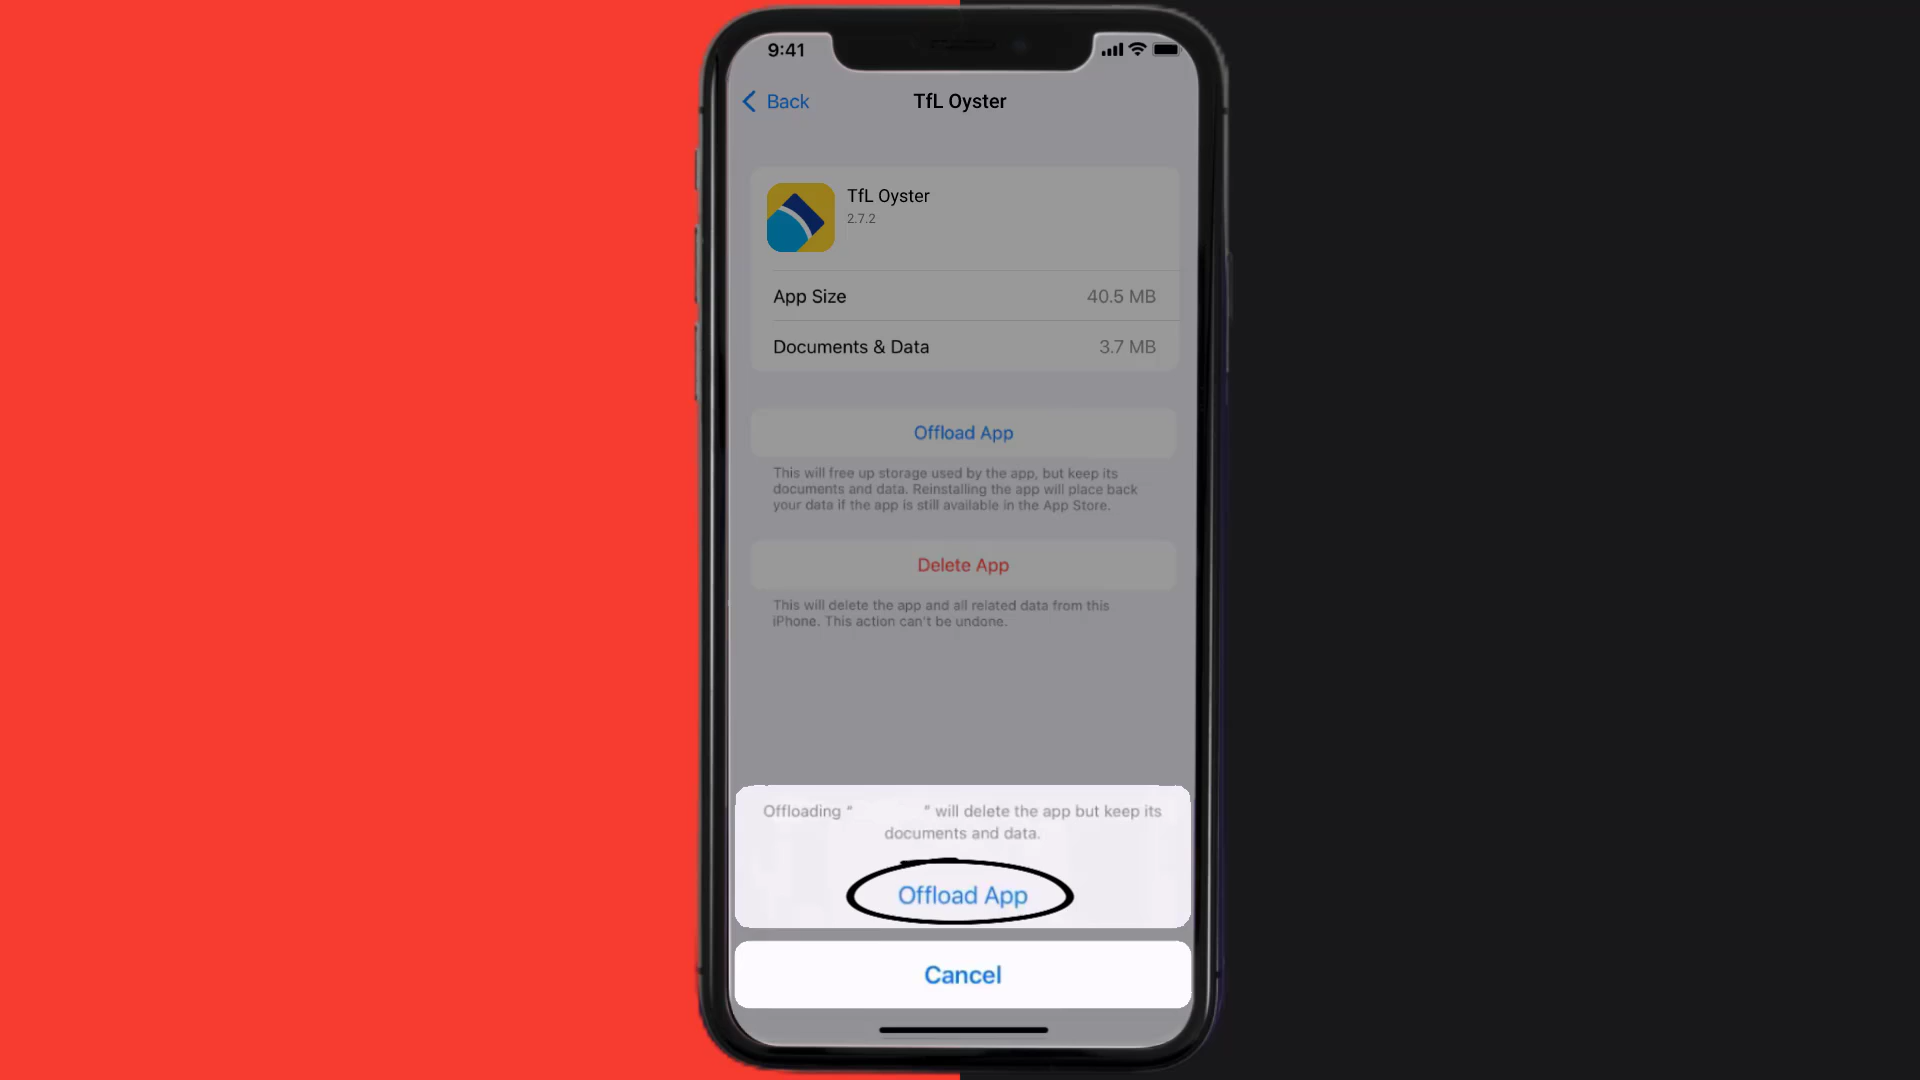 9:41
Back
TfL Oyster
TfL Oyster
2.7.2
App Size 40.5 MB
Documents & Data 3.7 MB
Offload App
This will free up storage used by the app, but keep its
documents and data. Reinstalling the app will place back
your data if the app is still available in the App Store.
Delete App
This will delete the app and all related data from this
iPhone. This action can't be undone.
Offloading “ ” will delete the app but keep its
documents and data.
Offload App
Cancel